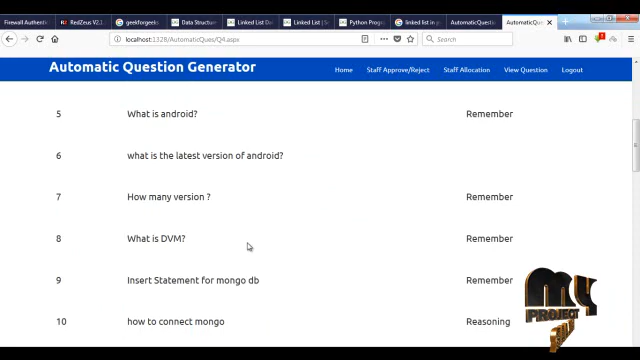 Firewall Authentic
RedZeus V2.1
geekforgeeks
Data Structure
Linked List Da
Linked List | S
Python Progra
linked list in p
AutomaticQuestio
AutomaticQues
localhost:1328/AutomaticQues/Q4.aspx
Search
Automatic Question Generator
Home
Staff Approve/Reject
Staff Allocation
View Question
Logout
5 What is android? Remember
6 what is the latest version of android?
7 How many version ? Remember
8 What is DVM? Remember
9 Insert Statement for mongo db Remember
10 how to connect mongo Reasoning
MY
PROJECT